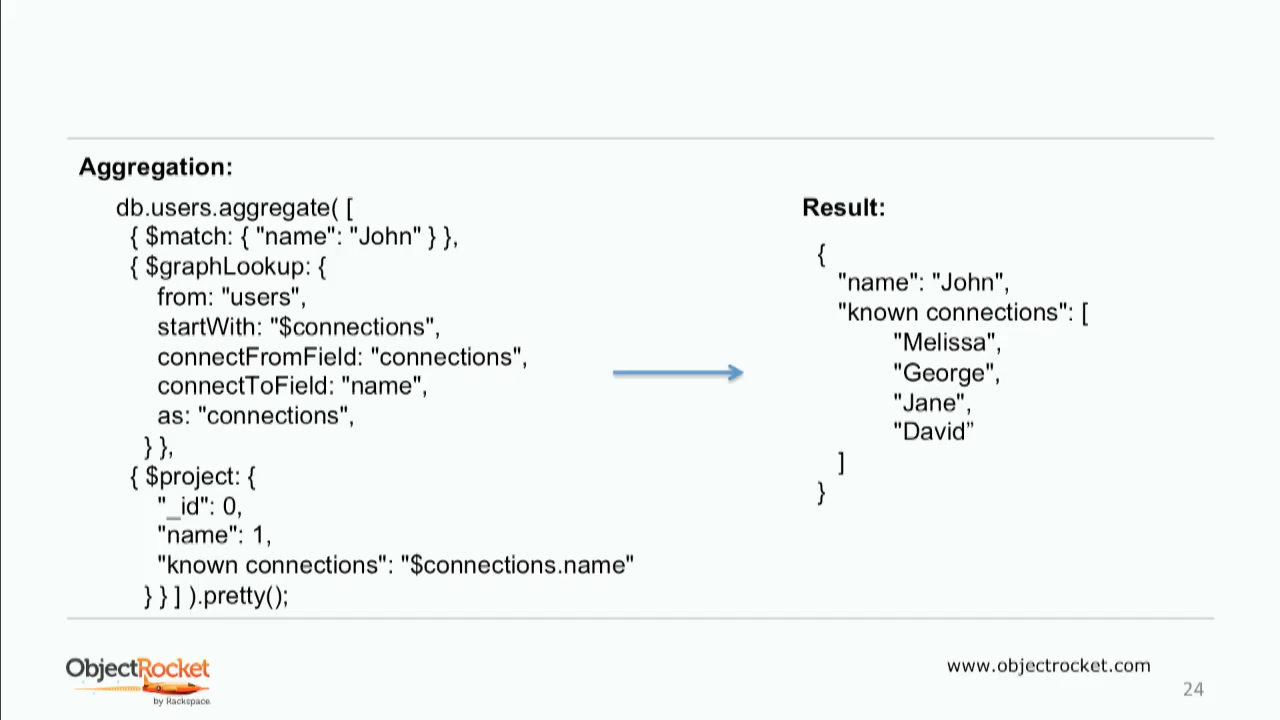 Aggregation:
db.users.aggregate( [
{ $match: { "name": "John" } },
{ $graphLookup: {
from: "users",
startWith: "$connections",
connectFromField: "connections",
connectToField: "name",
as: "connections",
} },
{ $project: {
"_id": 0,
"name": 1,
"known connections": "$connections.name"
} } ] ).pretty();
Result:
{
"name": "John",
"known connections": [
"Melissa",
"George",
"Jane",
"David”
]
}
ObjectRocket
by Rackspace
www.objectrocket.com
24